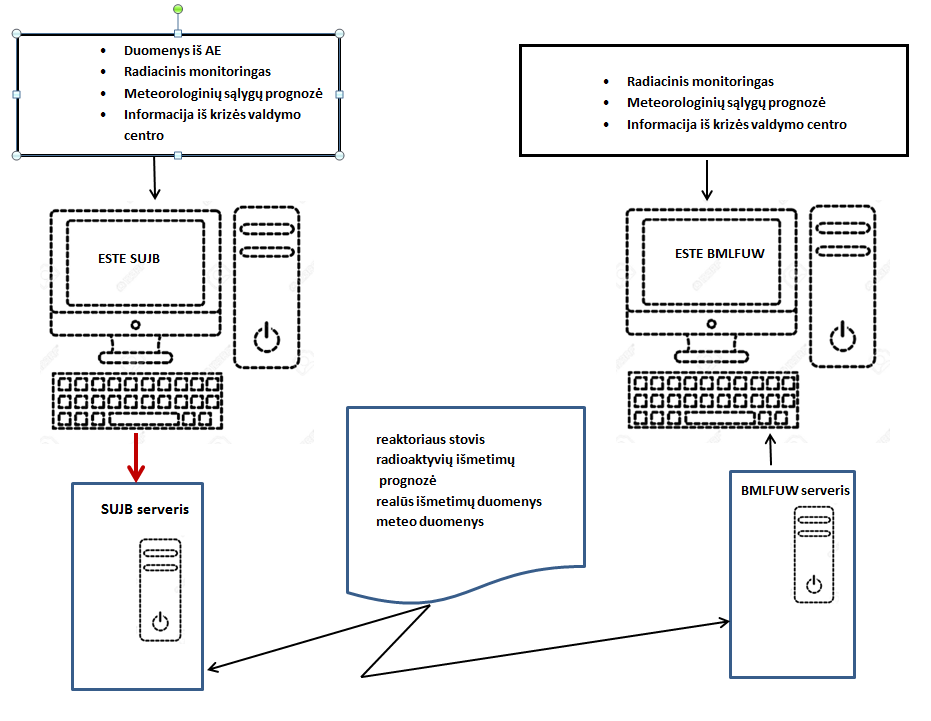 • Duomenys iš AE
• Radiacinis monitoringas
• Meteorologinių sąlygų prognozė
• Informacija iš krizės valdymo
centro
• Radiacinis monitoringas
• Meteorologinių sąlygų prognozė
• Informacija iš krizės valdymo centro
ESTE SUJB
ESTE BMLFUW
reaktoriaus stovis
radioaktyvių išmetimų
prognozė
realūs išmetimų duomenys
meteo duomenys
SUJB serveris
BMLFUW serveris